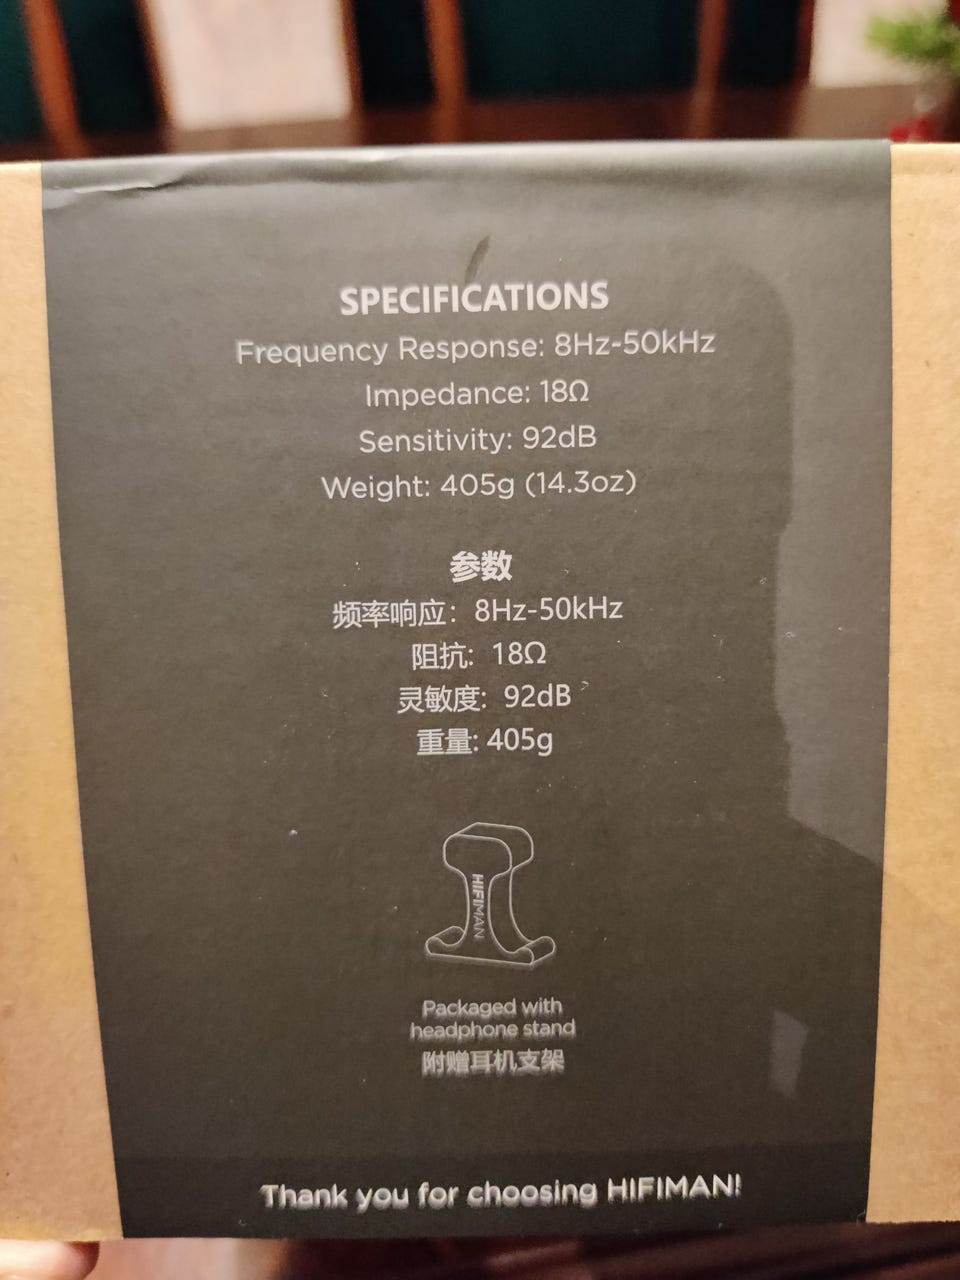 SPECIFICATIONS
Frequency Response: 8Hz-50kHz
Impedance: 18Ω
Sensitivity: 92dB
Weight: 405g (14.3oz)
参数
频率响应: 8Hz-50kHz
阻抗: 18Ω
灵敏度: 92dB
重量: 405g
HIFIMAN
Packaged with
headphone stand
附赠耳机支架
Thank you for choosing HIFIMAN!